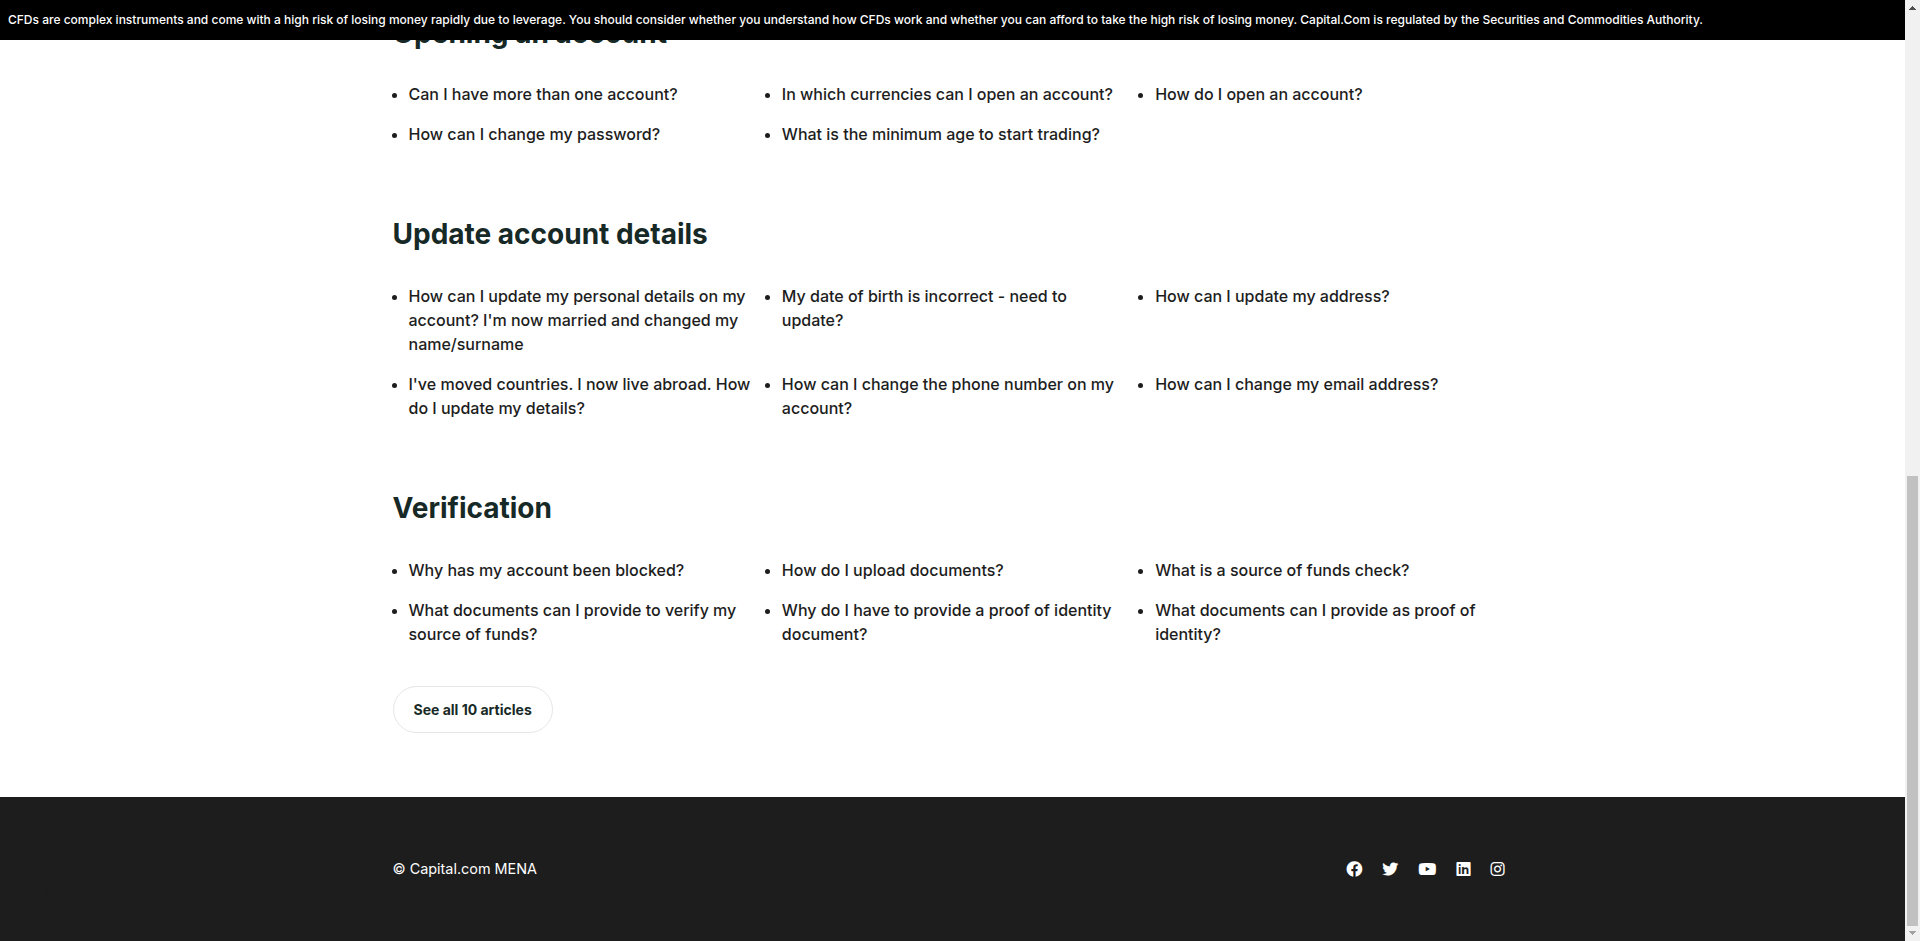 CFDs are complex instruments and come with a high risk of losing money rapidly due to leverage. You should consider whether you understand how CFDs work and whether you can afford to take the high risk of losing money. Capital.Com is regulated by the Securities and Commodities Authority.
Opening an account
Can I have more than one account?
In which currencies can I open an account?
How do I open an account?
How can I change my password?
What is the minimum age to start trading?
Update account details
How can I update my personal details on my
account? I'm now married and changed my
name/surname
My date of birth is incorrect - need to
update?
How can I update my address?
I've moved countries. I now live abroad. How
do I update my details?
How can I change the phone number on my
account?
How can I change my email address?
Verification
Why has my account been blocked?
How do I upload documents?
What is a source of funds check?
What documents can I provide to verify my
source of funds?
Why do I have to provide a proof of identity
document?
What documents can I provide as proof of
identity?
See all 10 articles
© Capital.com MENA